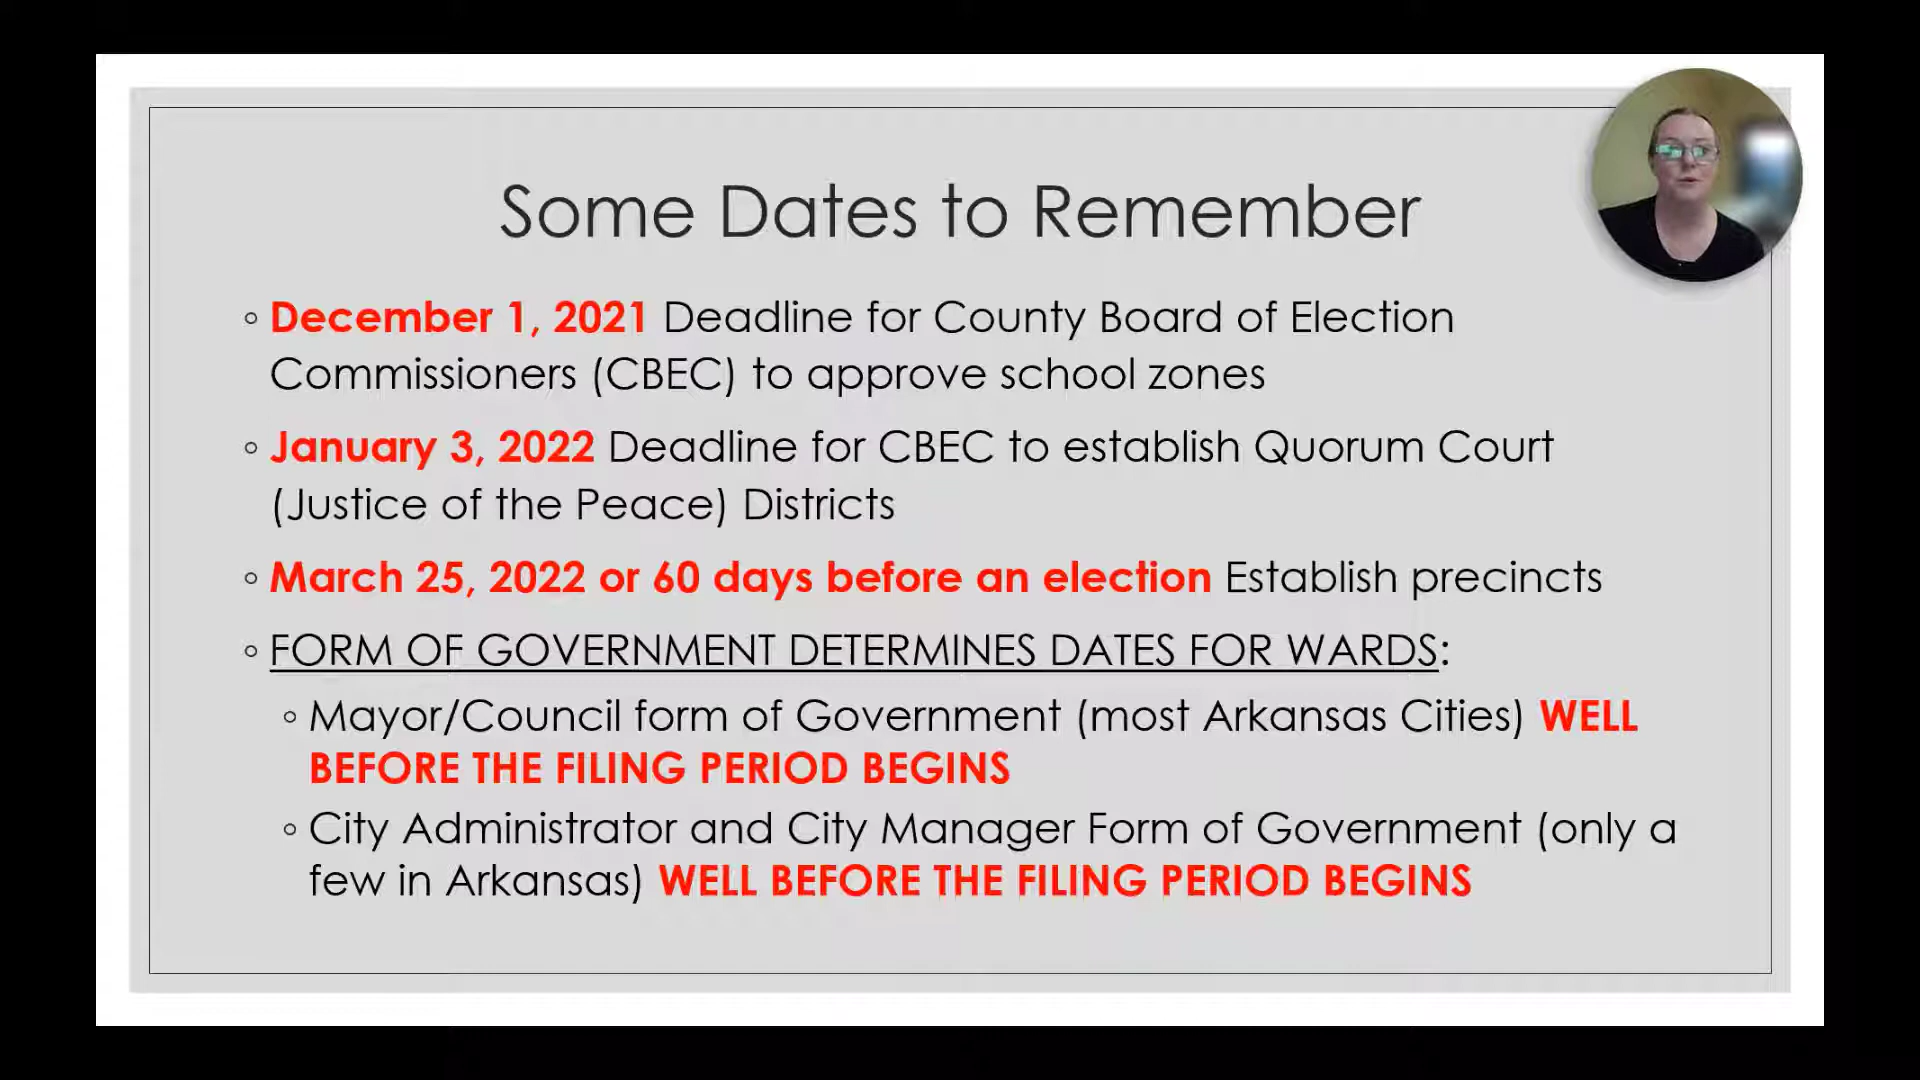 Some Dates to Remember
◦ December 1, 2021 Deadline for County Board of Election
Commissioners (CBEC) to approve school zones
◦ January 3, 2022 Deadline for CBEC to establish Quorum Court
(Justice of the Peace) Districts
◦ March 25, 2022 or 60 days before an election Establish precincts
◦ FORM OF GOVERNMENT DETERMINES DATES FOR WARDS:
◦ Mayor/Council form of Government (most Arkansas Cities) WELL
BEFORE THE FILING PERIOD BEGINS
◦ City Administrator and City Manager Form of Government (only a
few in Arkansas) WELL BEFORE THE FILING PERIOD BEGINS